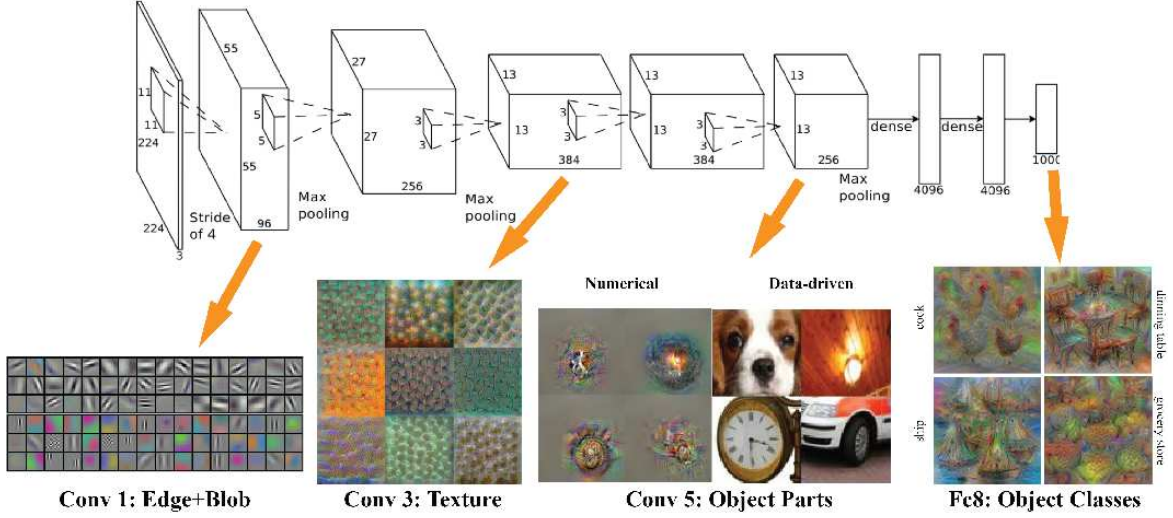 55
27
13
13
13
11
11
224
5
5
55
27
3
3
13
3
3
13
3
3
13
dense
dense
384
384
256
1000
256
Max
pooling
4096
4096
224
Stride
of 4
3
96
Max
pooling
Max
pooling
Numerical
Data-driven
cock
dinning table
ship
grocery store
Conv 1: Edge+Blob
Conv 3: Texture
Conv 5: Object Parts
Fc8: Object Classes